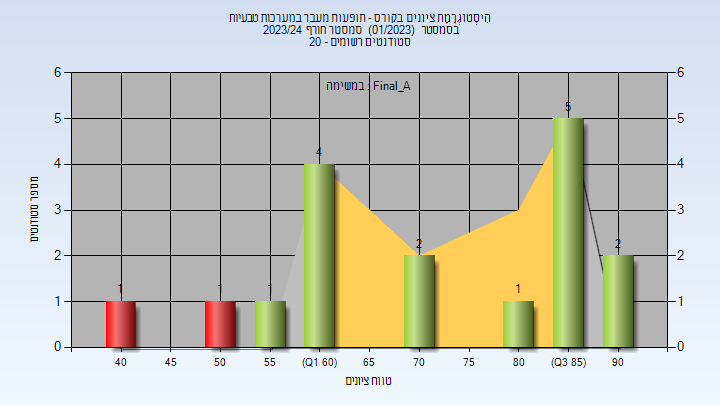 הִיסְטוֹגְרָמַת ציונים בקורס - תופעות מעבר במערכות טבעיות
בסמסטר (01/2023) סמסטר חורף 2023/24
סטודנטים רשומים - 20
במשימה : Final_A
6 6
5 5 5
4 4 4
3 3
2 2 2 2
1 1 1 1 1 1
0 0
מספר סטודנטים
40 45 50 55 (Q1 60) 65 70 75 80 (Q3 85) 90
טווח ציונים